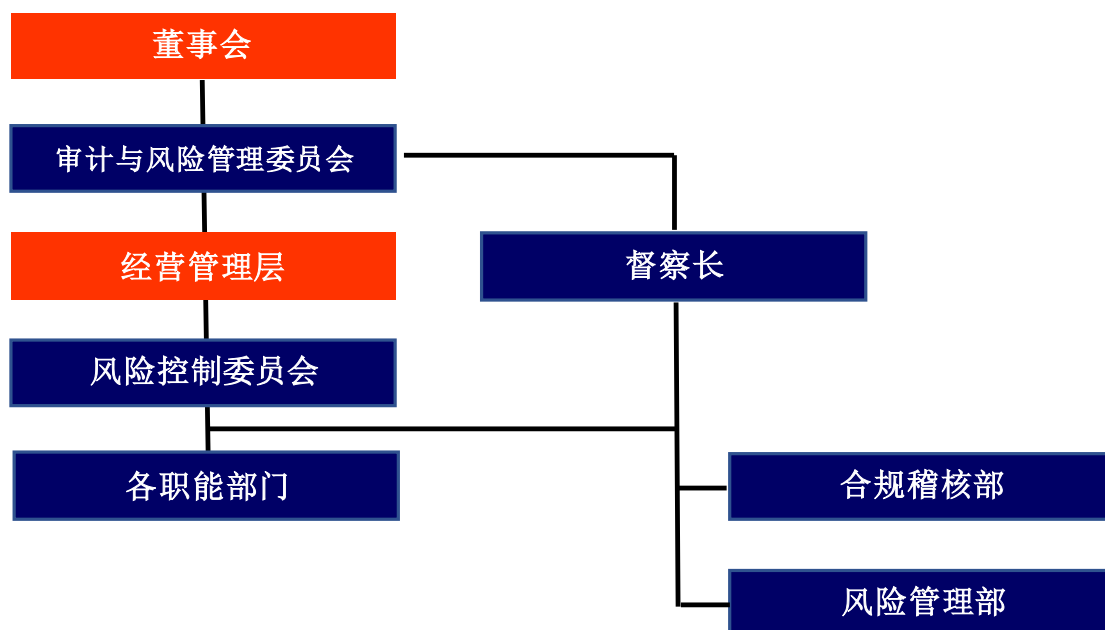 董事会
审计与风险管理委员会
经营管理层
督察长
风险控制委员会
各职能部门
合规稽核部
风险管理部